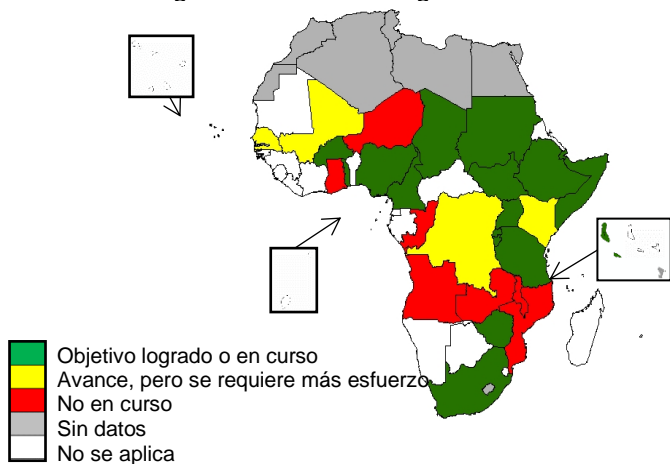 Objetivo logrado o en curso
Avance, pero se requiere más esfuerzo
No en curso
Sin datos
No se aplica